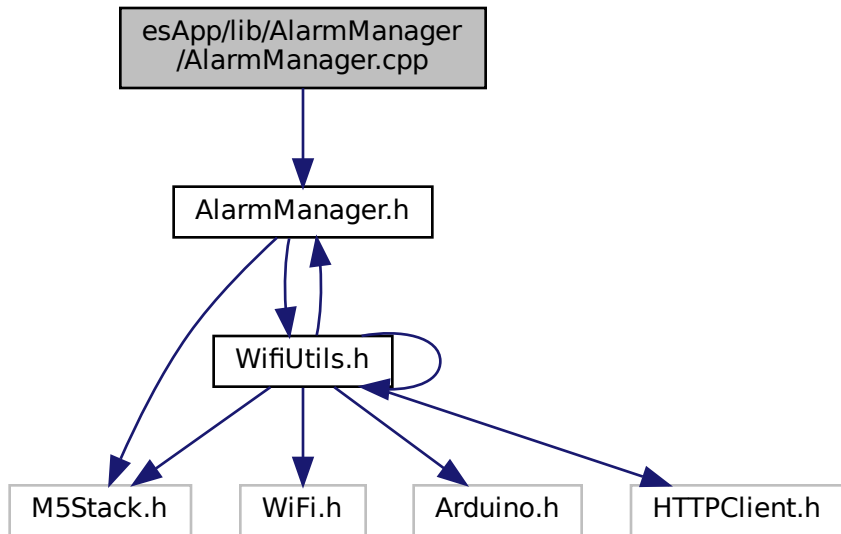 esApp/lib/AlarmManager
/AlarmManager.cpp
AlarmManager.h
WifiUtils.h
M5Stack.h
WiFi.h
Arduino.h
HTTPClient.h